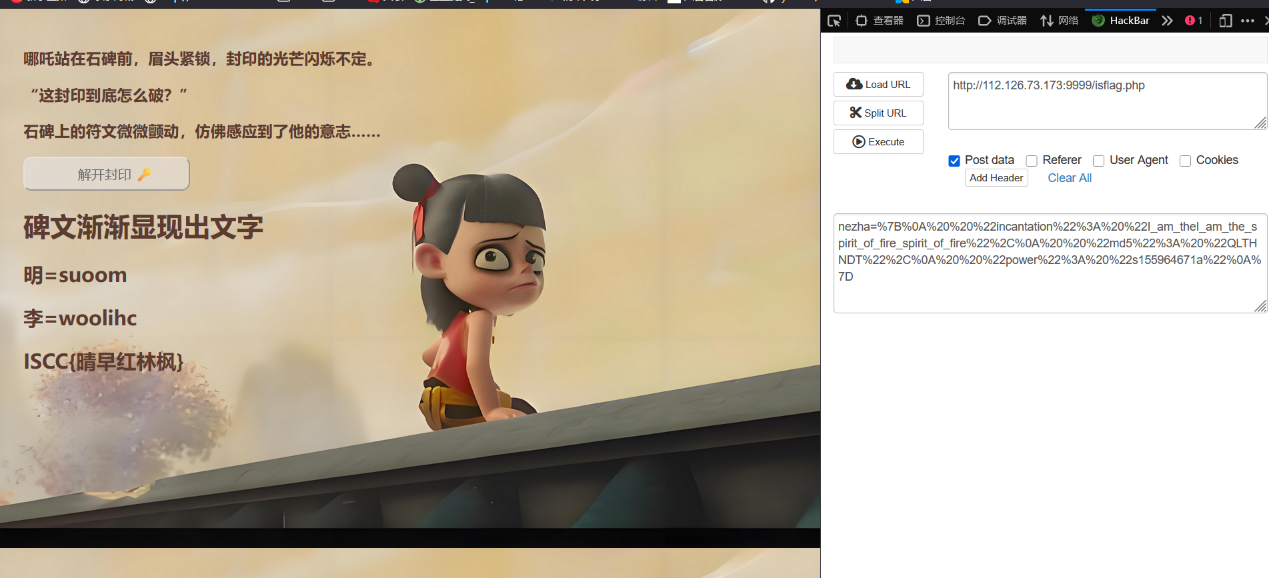 哪吒站在石碑前，眉头紧锁，封印的光芒闪烁不定。
“这封印到底怎么破？”
石碑上的符文微微颤动，仿佛感应到了他的意志……
解开封印 🔑
碑文渐渐显现出文字
明=suoom
李=woolihc
ISCC{晴早红林枫}
查看器 控制台 调试器 网络 HackBar 1
Load URL
Split URL
Execute
http://112.126.73.173:9999/isflag.php
Post data Referer User Agent Cookies
Add Header Clear All
nezha=%7B%0A%20%20%22incantation%22%3A%20%22I_am_theI_am_the_s
pirit_of_fire_spirit_of_fire%22%2C%0A%20%20%22md5%22%3A%20%22QLTH
NDT%22%2C%0A%20%20%22power%22%3A%20%22s155964671a%22%0A%
7D